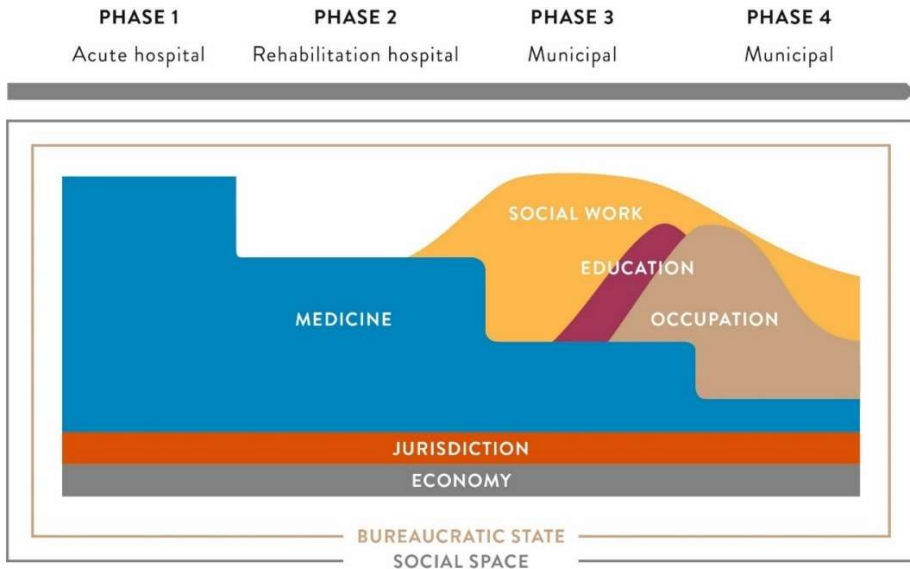 PHASE 1 PHASE 2 PHASE 3 PHASE 4
Acute hospital Rehabilitation hospital Municipal Municipal
SOCIAL WORK
EDUCATION
MEDICINE OCCUPATION
JURISDICTION
ECONOMY
BUREAUCRATIC STATE
SOCIAL SPACE